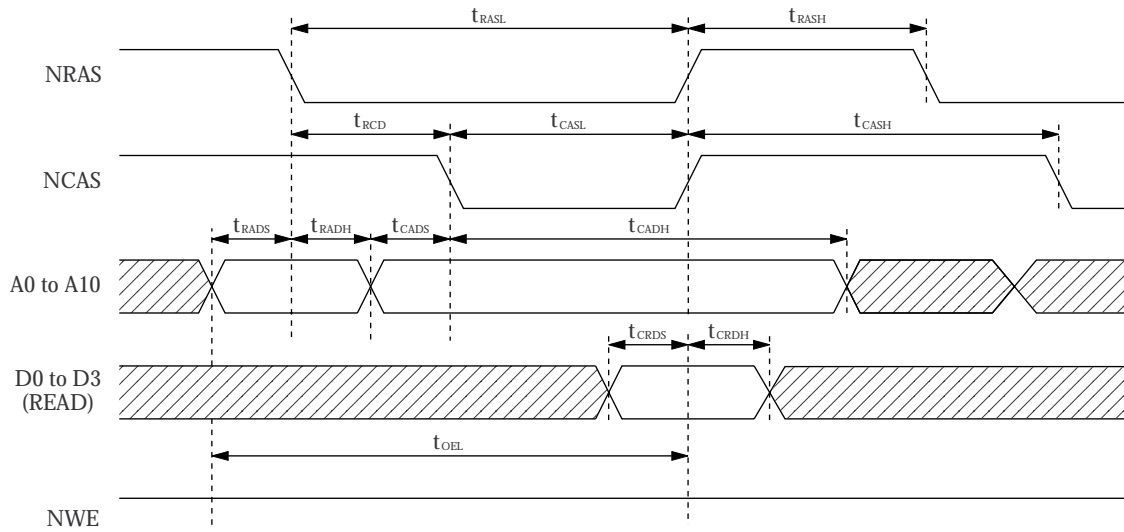 tRASL tRASH
NRAS
tRCD tCASL tCASH
NCAS
tRADS tRADH tCADS tCADH
A0 to A10
tCRDS tCRDH
D0 to D3
(READ)
tOEL
NWE